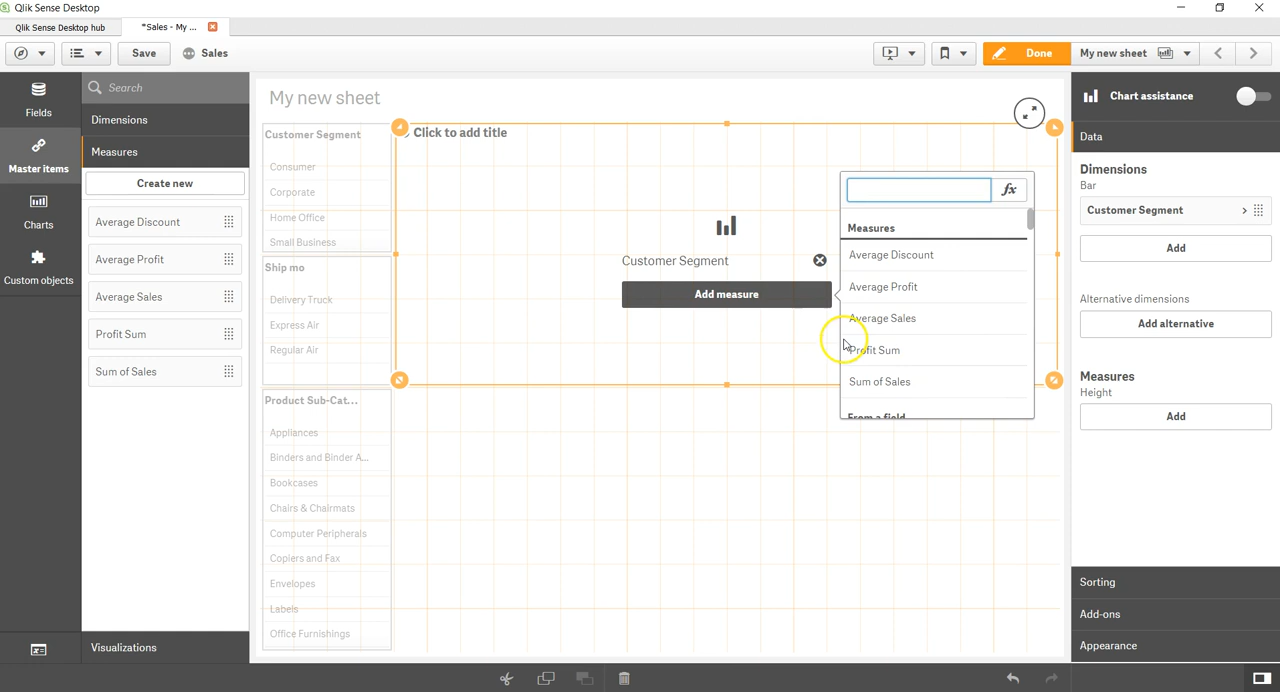 Qlik Sense Desktop
Qlik Sense Desktop hub
*Sales - My ...
Save
Sales
Done
My new sheet
Fields
Master items
Charts
Custom objects
Search
Dimensions
Measures
Create new
Average Discount
Average Profit
Average Sales
Profit Sum
Sum of Sales
Visualizations
My new sheet
Customer Segment
Consumer
Corporate
Home Office
Small Business
Ship mo
Delivery Truck
Express Air
Regular Air
Product Sub-Cat...
Appliances
Binders and Binder A...
Bookcases
Chairs & Chairmats
Computer Peripherals
Copiers and Fax
Envelopes
Labels
Office Furnishings
Click to add title
Customer Segment
Add measure
fx
Measures
Average Discount
Average Profit
Average Sales
Profit Sum
Sum of Sales
From a field
Chart assistance
Data
Dimensions
Bar
Customer Segment
Add
Alternative dimensions
Add alternative
Measures
Height
Add
Sorting
Add-ons
Appearance